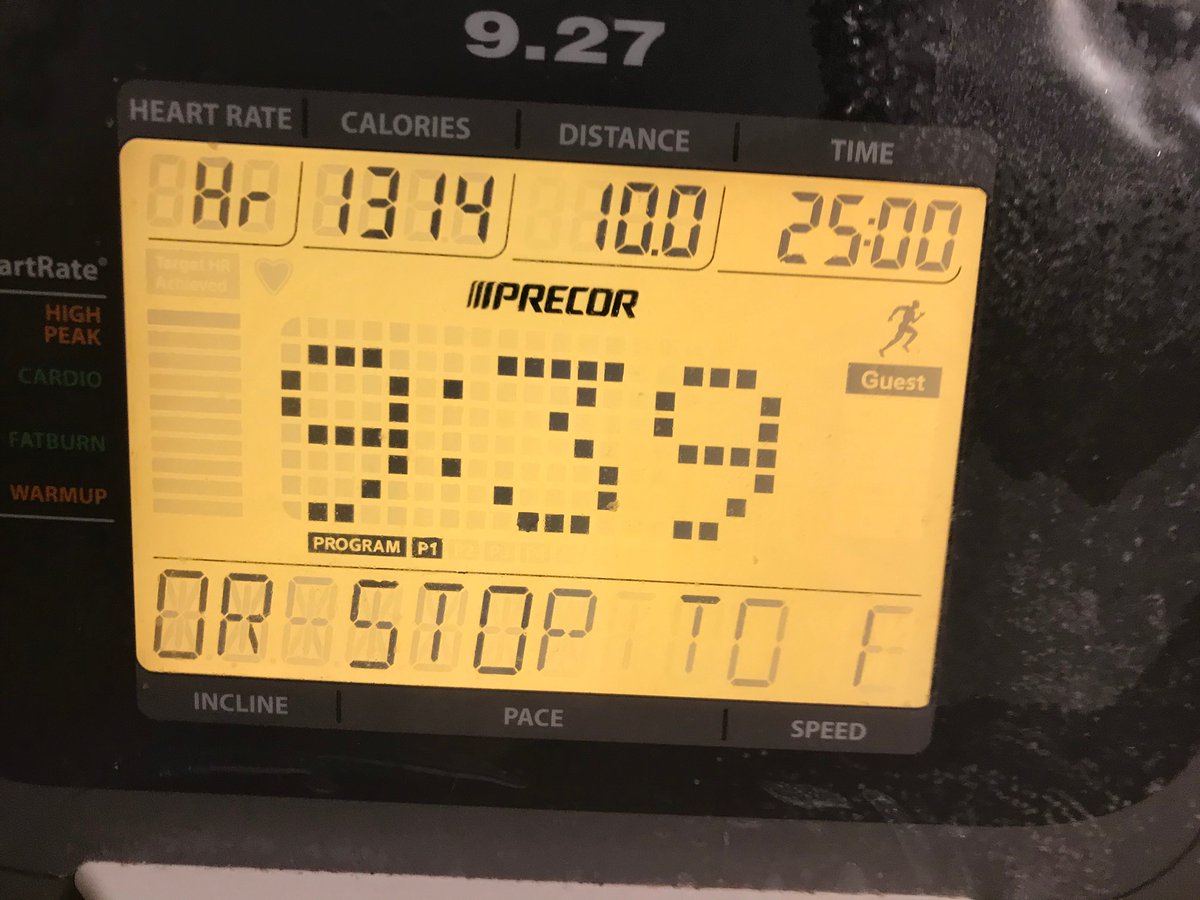 9.27
HEART RATE CALORIES DISTANCE TIME
Hr 1314 10.0 25:00
artRate®
Target HR
Achieved
PRECOR
HIGH
PEAK
CARDIO
FATBURN
WARMUP
9:39
Guest
PROGRAM P1
OR STOP TO F
INCLINE PACE SPEED